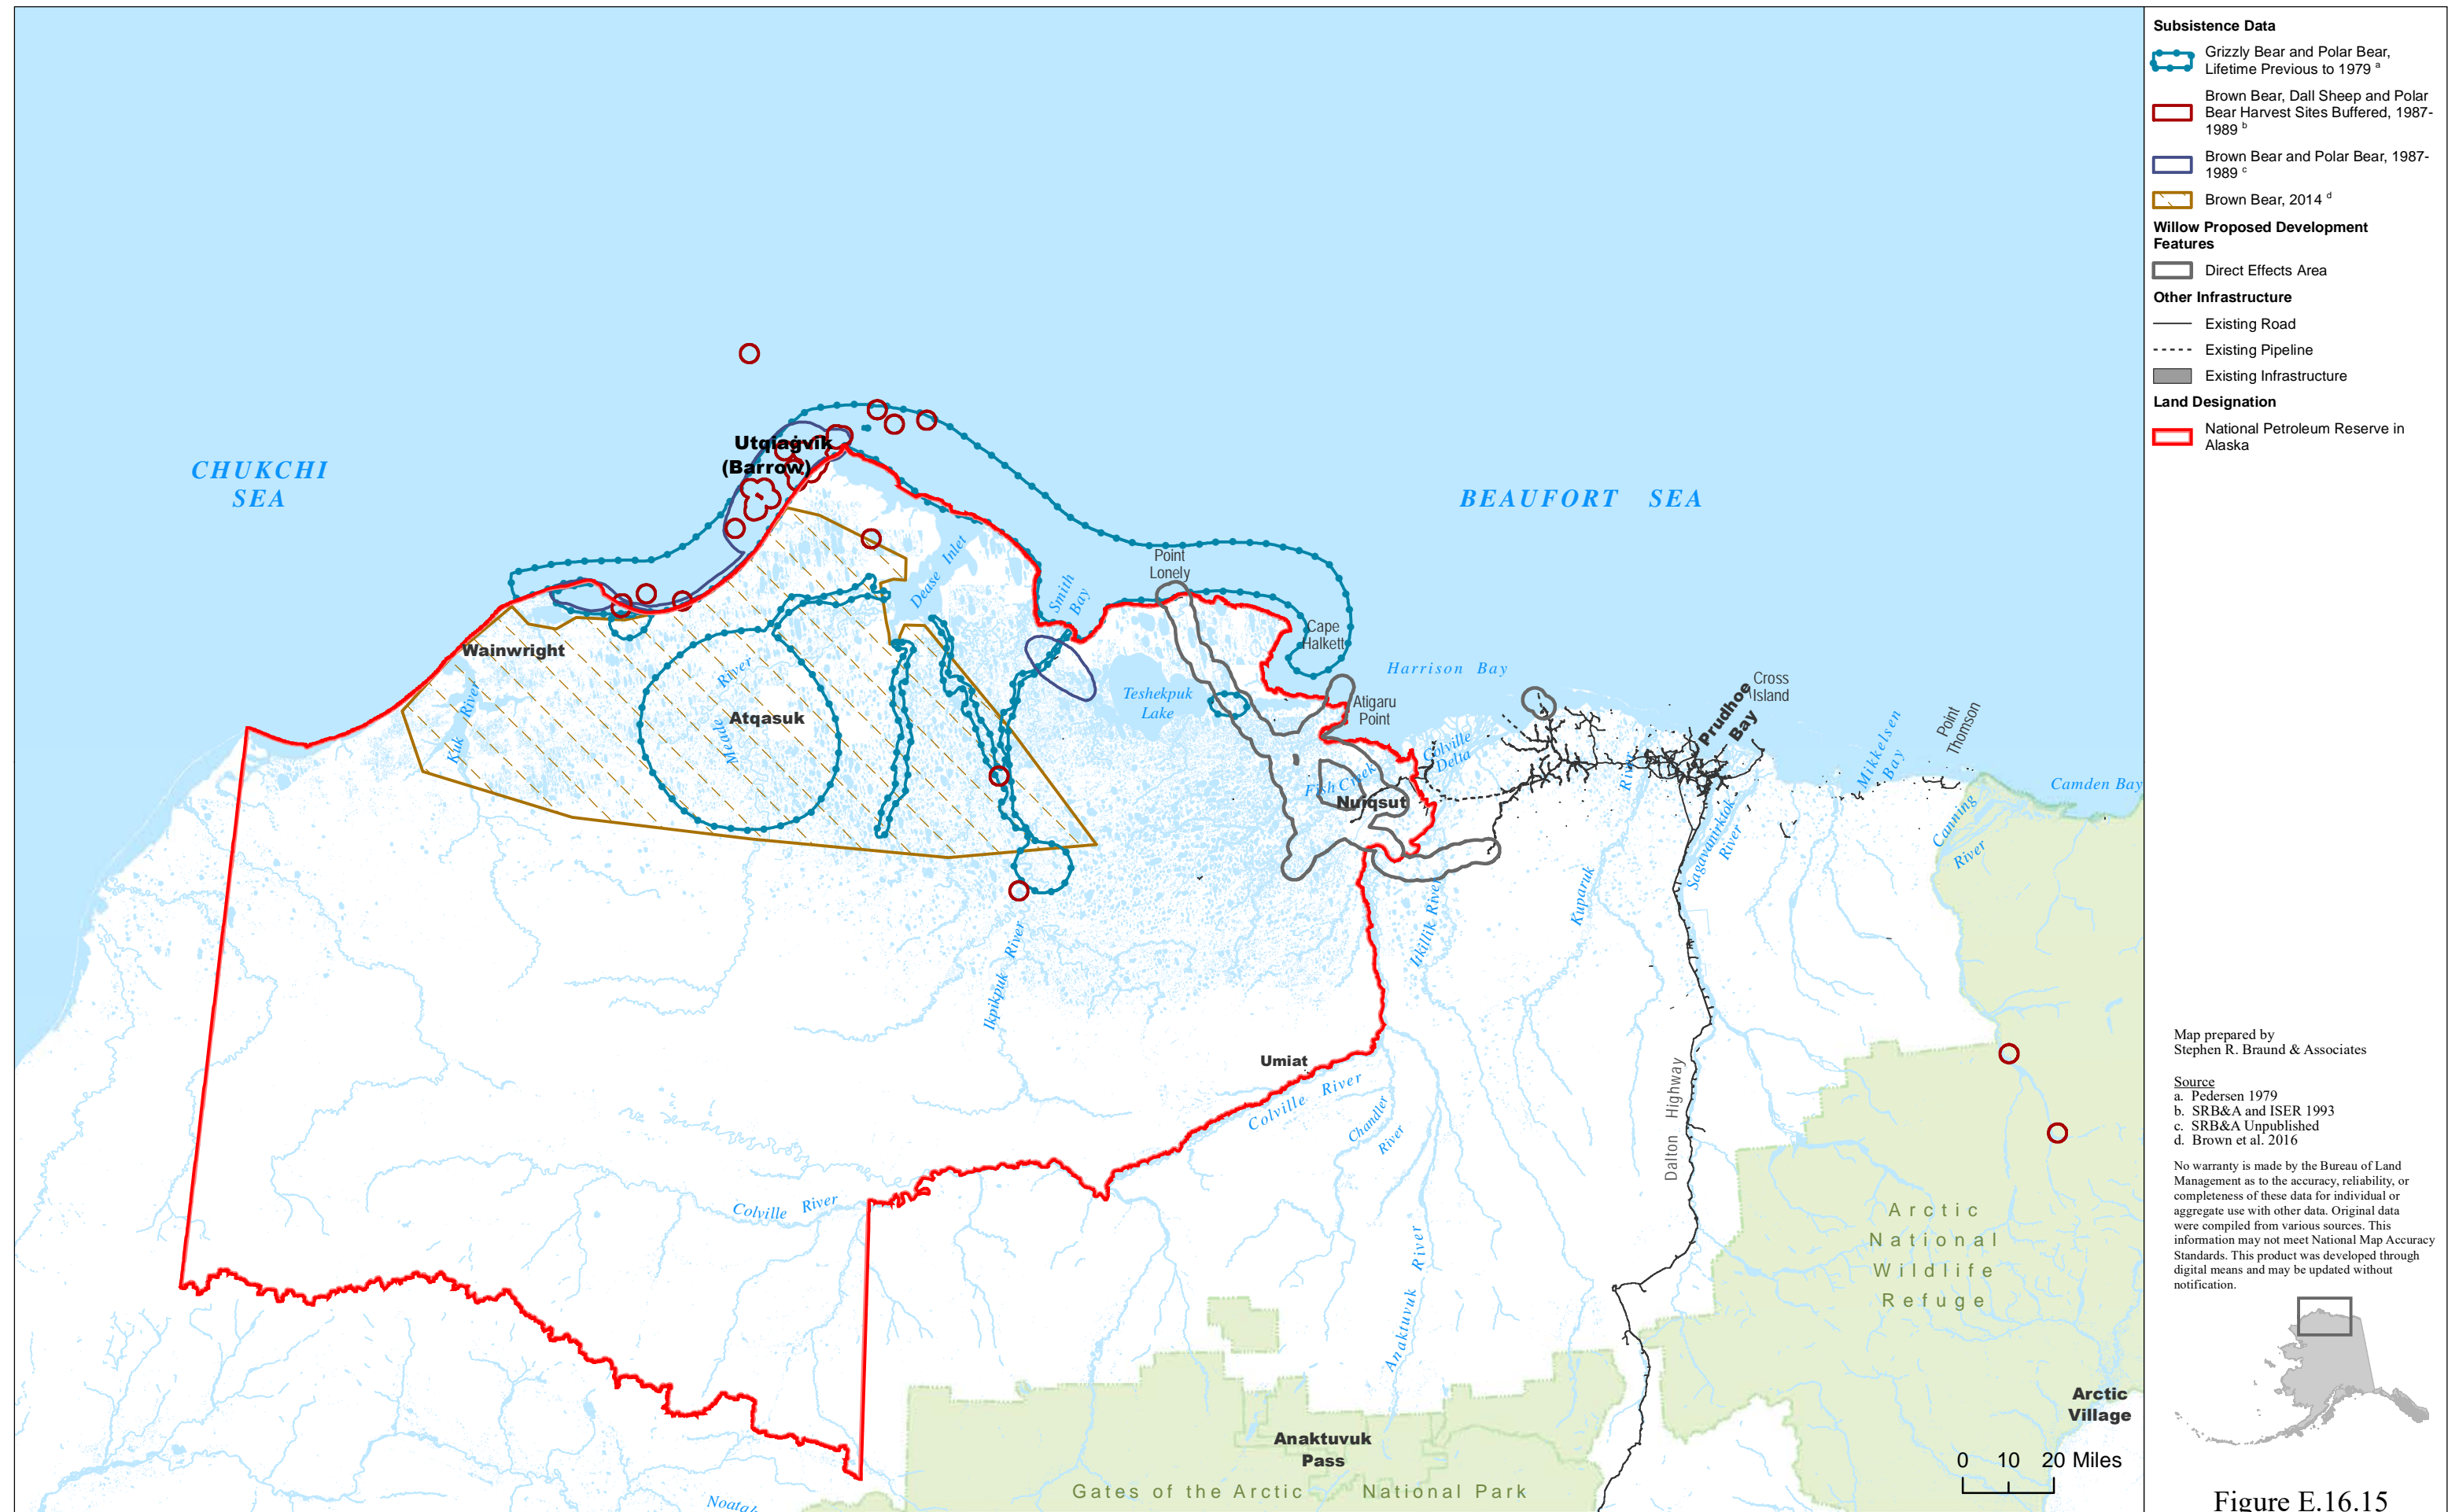 Subsistence Data
Grizzly Bear and Polar Bear,
Lifetime Previous to 1979 a
Brown Bear, Dall Sheep and Polar
Bear Harvest Sites Buffered, 1987-
1989 b
Brown Bear and Polar Bear, 1987-
1989 c
Brown Bear, 2014 d
Willow Proposed Development
Features
Direct Effects Area
Other Infrastructure
Existing Road
Existing Pipeline
Existing Infrastructure
Land Designation
National Petroleum Reserve in
Alaska
CHUKCHI
SEA
Utqiagvik
(Barrow)
BEAUFORT SEA
Point
Lonely
Dease Inlet
Smith
Bay
Cape
Halkett
Harrison Bay
Wainwright
Kuk River
Meade River
Atqasuk
Teshekpuk
Lake
Atigaru
Point
Colville
Delta
Fish Creek
Nuiqsut
Cross
Island
Prudhoe
Bay
Mikkelsen
Bay
Point
Thomson
Camden Bay
Canning
River
Sagavanirktok
River
Kuparuk River
Itkillik River
Ikpikpuk River
Umiat
Colville River
Chandler
River
Dalton Highway
Colville River
Anaktuvuk River
Arctic
National
Wildlife
Refuge
Arctic
Village
Anaktuvuk
Pass
Gates of the Arctic National Park
0 10 20 Miles
Map prepared by
Stephen R. Braund & Associates
Source
a. Pedersen 1979
b. SRB&A and ISER 1993
c. SRB&A Unpublished
d. Brown et al. 2016
No warranty is made by the Bureau of Land
Management as to the accuracy, reliability, or
completeness of these data for individual or
aggregate use with other data. Original data
were compiled from various sources. This
information may not meet National Map Accuracy
Standards. This product was developed through
digital means and may be updated without
notification.
Figure E.16.15